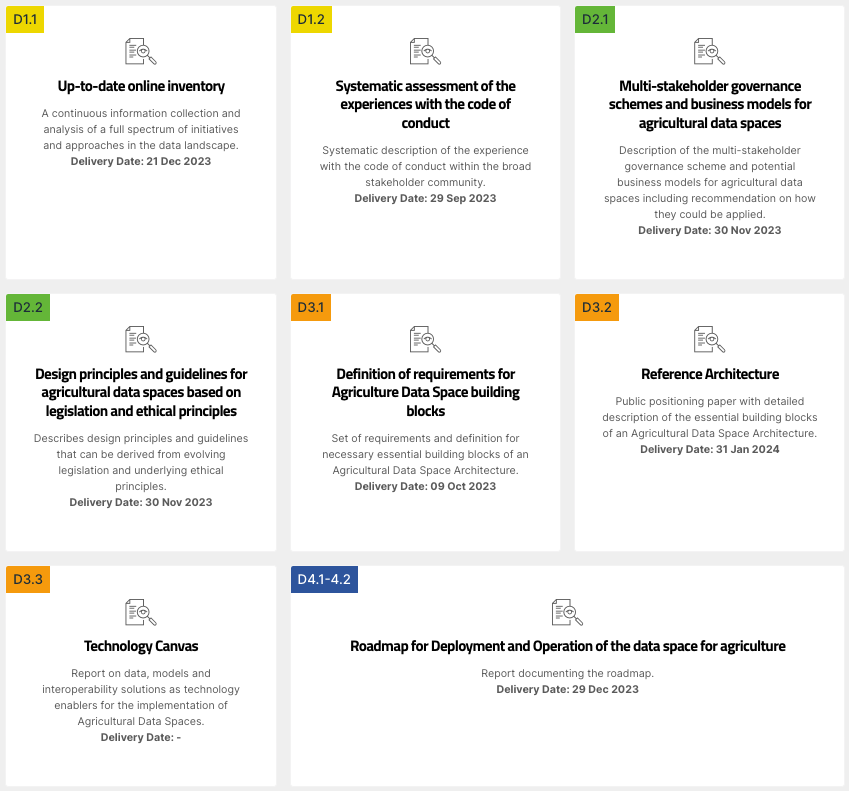 D1.1
Up-to-date online inventory
A continuous information collection and
analysis of a full spectrum of initiatives
and approaches in the data landscape.
Delivery Date: 21 Dec 2023
D1.2
Systematic assessment of the
experiences with the code of
conduct
Systematic description of the experience
with the code of conduct within the broad
stakeholder community.
Delivery Date: 29 Sep 2023
D2.1
Multi-stakeholder governance
schemes and business models for
agricultural data spaces
Description of the multi-stakeholder
governance scheme and potential
business models for agricultural data
spaces including recommendation on how
they could be applied.
Delivery Date: 30 Nov 2023
D2.2
Design principles and guidelines for
agricultural data spaces based on
legislation and ethical principles
Describes design principles and guidelines
that can be derived from evolving
legislation and underlying ethical
principles.
Delivery Date: 30 Nov 2023
D3.1
Definition of requirements for
Agriculture Data Space building
blocks
Set of requirements and definition for
necessary essential building blocks of an
Agricultural Data Space Architecture.
Delivery Date: 09 Oct 2023
D3.2
Reference Architecture
Public positioning paper with detailed
description of the essential building blocks
of an Agricultural Data Space Architecture.
Delivery Date: 31 Jan 2024
D3.3
Technology Canvas
Report on data, models and
interoperability solutions as technology
enablers for the implementation of
Agricultural Data Spaces.
Delivery Date: -
D4.1-4.2
Roadmap for Deployment and Operation of the data space for agriculture
Report documenting the roadmap.
Delivery Date: 29 Dec 2023